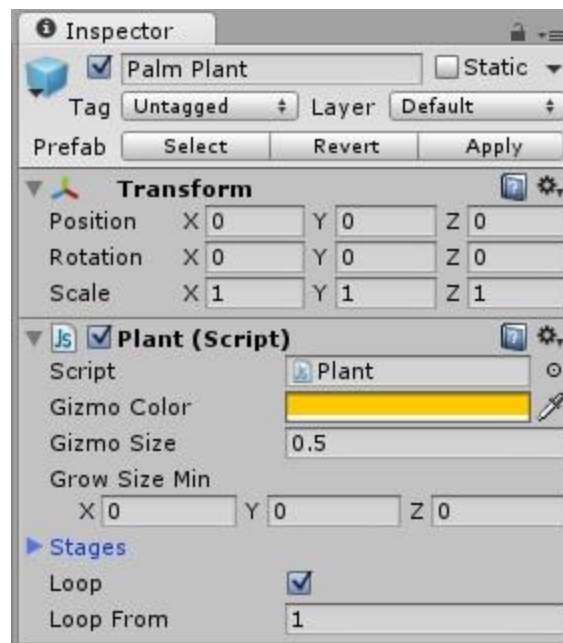 Inspector
Palm Plant Static
Tag Untagged Layer Default
Prefab Select Revert Apply
Transform
Position X 0 Y 0 Z 0
Rotation X 0 Y 0 Z 0
Scale X 1 Y 1 Z 1
Js Plant (Script)
Script Plant
Gizmo Color
Gizmo Size 0.5
Grow Size Min
X 0 Y 0 Z 0
Stages
Loop
Loop From 1